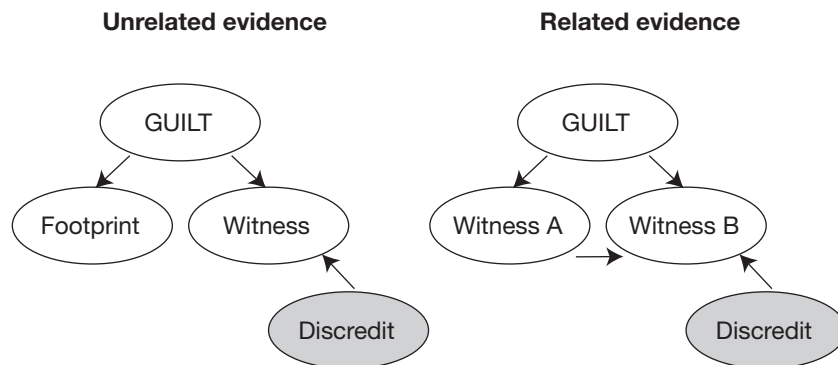 Unrelated evidence
GUILT
Footprint
Witness
Discredit
Related evidence
GUILT
Witness A
Witness B
Discredit